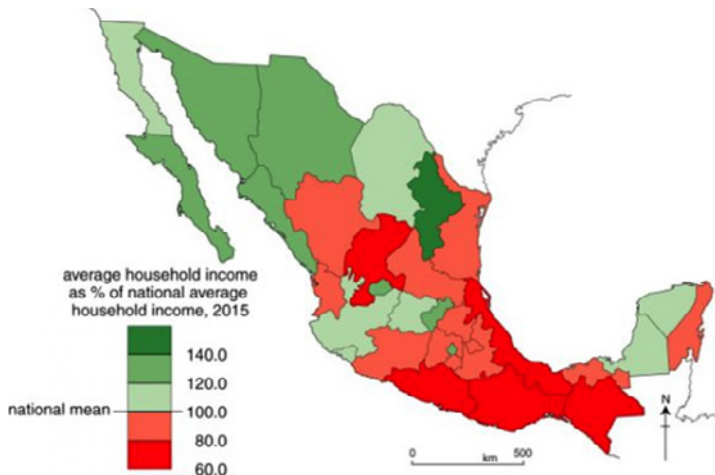 average household income
as % of national average
household income, 2015
140.0
120.0
national mean
100.0
80.0
60.0
N
0
500
km